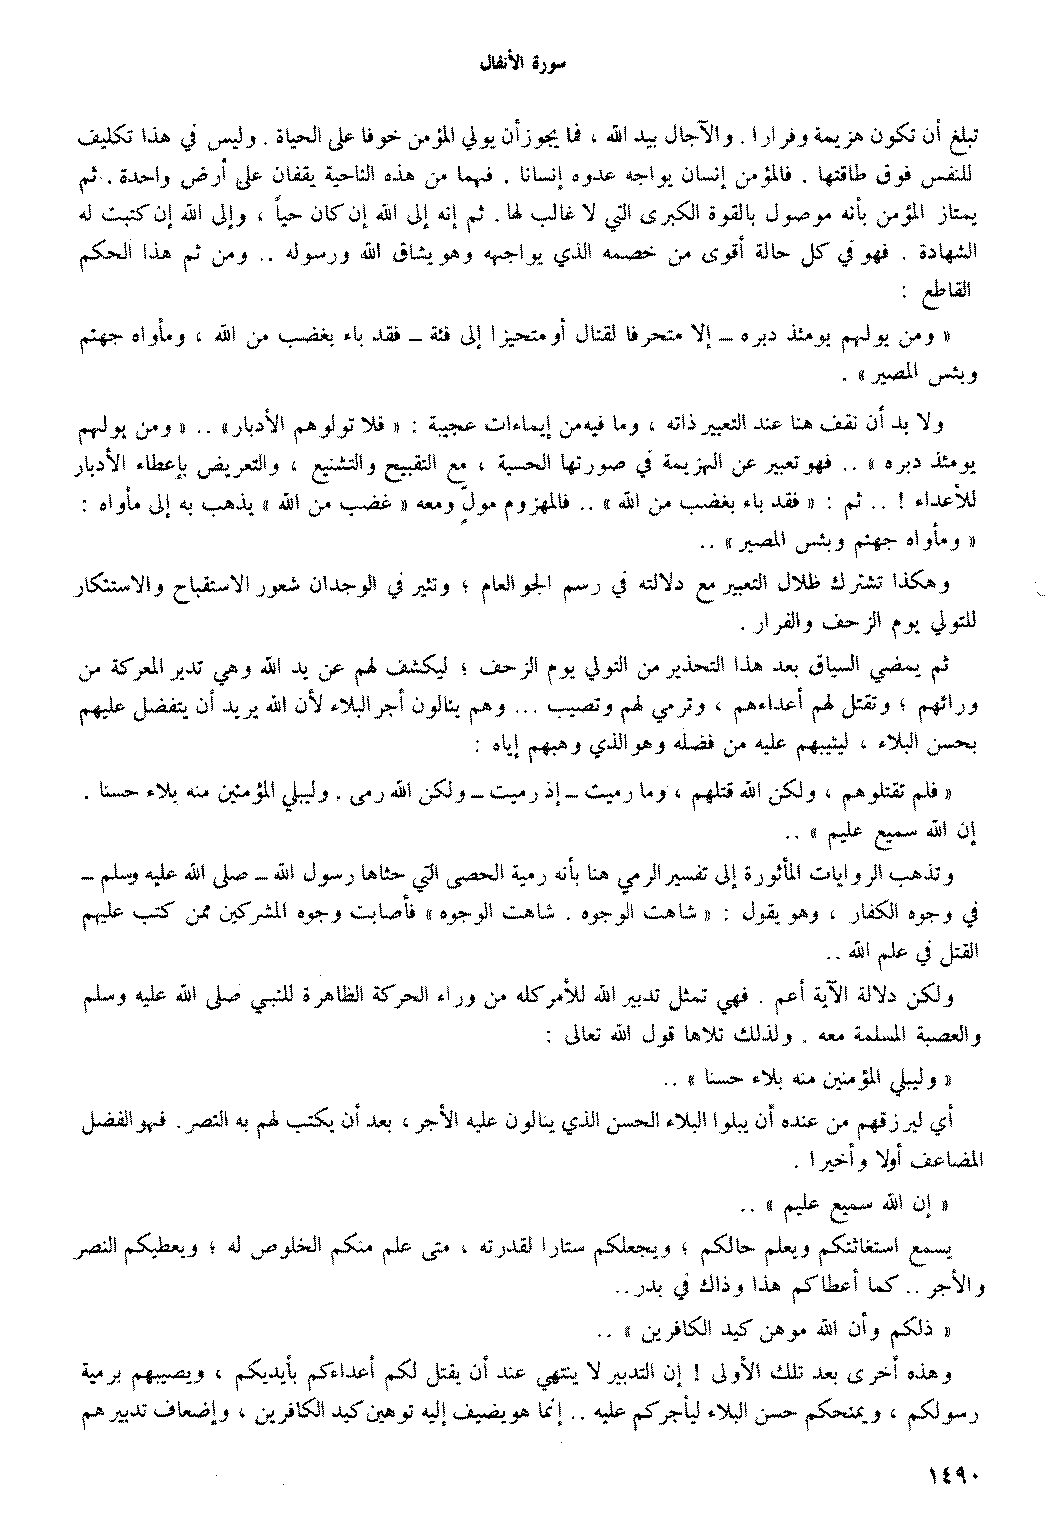 سورة الأنفال
تبلغ أن تكون هزيمة وفرارا . والآجال بيد الله ، فما يجوز أن يولي المؤمن خوفا على الحياة . وليس في هذا تكليف
للنفس فوق طاقتها . فالمؤمن إنسان يواجه عدوه إنسانا . فهما من هذه الناحية يقفان على أرض واحدة . ثم
يمتاز المؤمن بأنه موصول بالقوة الكبرى التي لا غالب لها . ثم إنه إلى الله إن كان حياً ، وإلى الله إن كتبت له
الشهادة . فهو في كل حالة أقوى من خصمه الذي يواجهه وهو يشاق الله ورسوله .. ومن ثم هذا الحكم
القاطع :
« ومن يولهم يومئذ دبره – إلا متحرفا لقتال أو متحيزا إلى فئة – فقد باء بغضب من الله ، ومأواه جهنم
وبئس المصير » .
ولا بد أن نقف هنا عند التعبير ذاته ، وما فيه من إيماءات عجيبة : « فلا تولوهم الأدبار» .. « ومن يولهم
يومئذ دبره » .. فهو تعبير عن الهزيمة في صورتها الحسية ، مع التقبيح والتشنيع ، والتعريض بإعطاء الأدبار
للأعداء ! .. ثم : « فقد باء بغضب من الله » .. فالمهزوم مولٍّ ومعه « غضب من الله » يذهب به إلى مأواه :
« ومأواه جهنم وبئس المصير » ..
وهكذا تشترك ظلال التعبير مع دلالته في رسم الجو العام ؛ وتثير في الوجدان شعور الاستقباح والاستنكار
للتولي يوم الزحف والفرار .
ثم يمضي السياق بعد هذا التحذير من التولي يوم الزحف ؛ ليكشف لهم عن يد الله وهي تدير المعركة من
ورائهم ؛ وتقتل لهم أعداءهم ، وترمي لهم وتصيب ... وهم ينالون أجر البلاء لأن الله يريد أن يتفضل عليهم
بحسن البلاء ، ليثيبهم عليه من فضله وهو الذي وهبهم إياه :
« فلم تقتلوهم ، ولكن الله قتلهم ، وما رميت – إذ رميت – ولكن الله رمى . وليبلي المؤمنين منه بلاء حسنا .
إن الله سميع عليم » ..
وتذهب الروايات المأثورة إلى تفسير الرمي هنا بأنه رمية الحصى التي حثاها رسول الله – صلى الله عليه وسلم –
في وجوه الكفار ، وهو يقول : « شاهت الوجوه . شاهت الوجوه » فأصابت وجوه المشركين ممن كتب عليهم
القتل في علم الله ..
ولكن دلالة الآية أعم . فهي تمثل تدبير الله للأمر كله من وراء الحركة الظاهرة للنبي صلى الله عليه وسلم
والعصبة المسلمة معه . ولذلك تلاها قول الله تعالى :
« وليبلي المؤمنين منه بلاء حسنا » ..
أي ليرزقهم من عنده أن يبلوا البلاء الحسن الذي ينالون عليه الأجر ، بعد أن يكتب لهم به النصر . فهو الفضل
المضاعف أولا وأخيرا .
« إن الله سميع عليم » ..
يسمع استغاثتكم ويعلم حالكم ؛ ويجعلكم ستارا لقدرته ، متى علم منكم الخلوص له ؛ ويعطيكم النصر
والأجر .. كما أعطاكم هذا وذاك في بدر ..
« ذلكم وأن الله موهن كيد الكافرين » ..
وهذه أخرى بعد تلك الأولى ! إن التدبير لا ينتهي عند أن يقتل لكم أعداءكم بأيديكم ، ويصيبهم برمية
رسولكم ، ويمنحكم حسن البلاء ليأجركم عليه .. إنما هو يضيف إليه توهين كيد الكافرين ، وإضعاف تدبيرهم
١٤٩٠